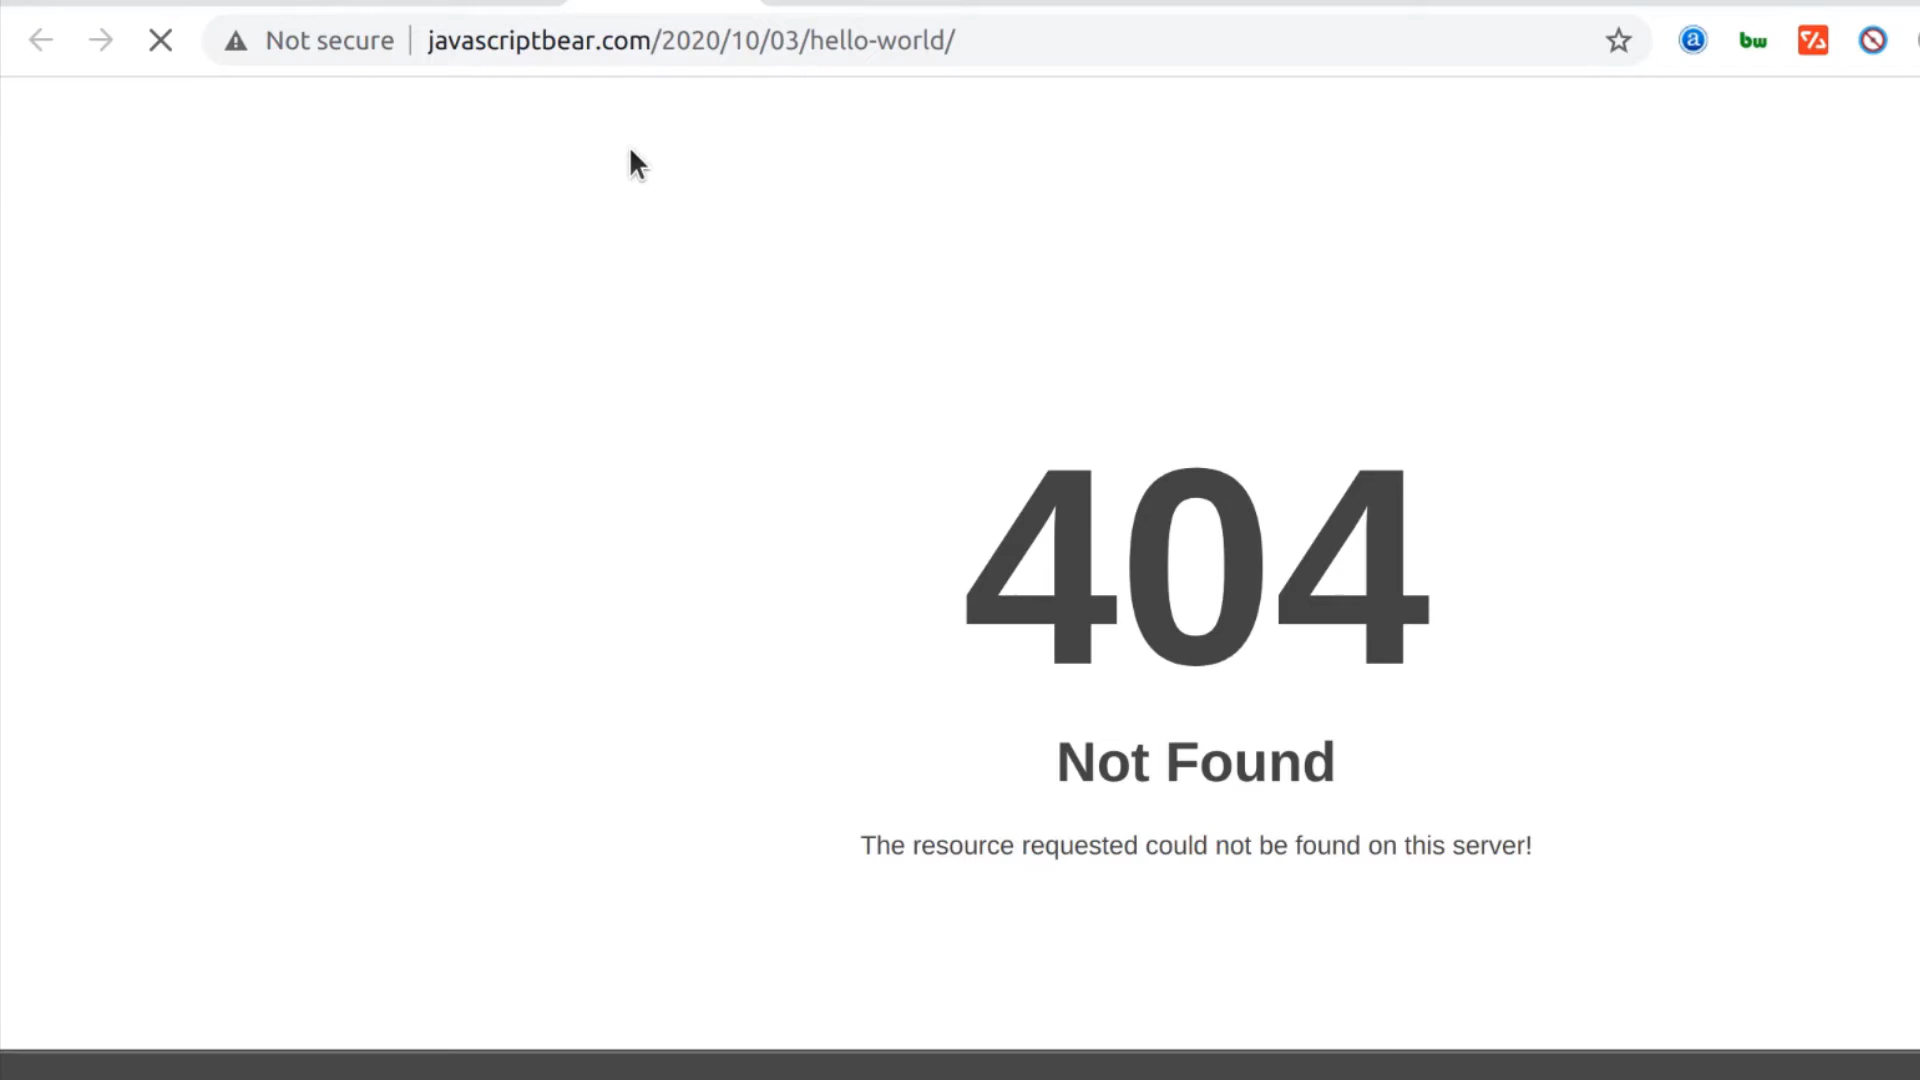 Not secure | javascriptbear.com/2020/10/03/hello-world/
a
bw
404
Not Found
The resource requested could not be found on this server!